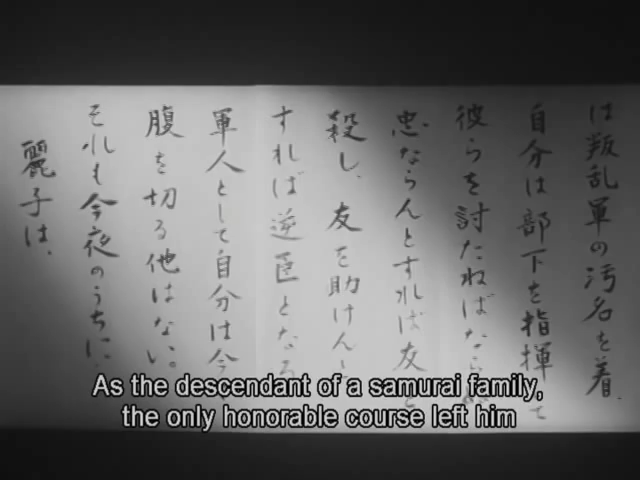 は叛乱軍の汚名を着
自分は部下を指揮して
彼らを討たねばならぬ
忠ならんとすれば友を
殺し、友を助けんと
すれば逆臣となる
軍人として自分は今
腹を切る他はない。
それも今夜のうちに
麗子は、
As the descendant of a samurai family,
the only honorable course left him